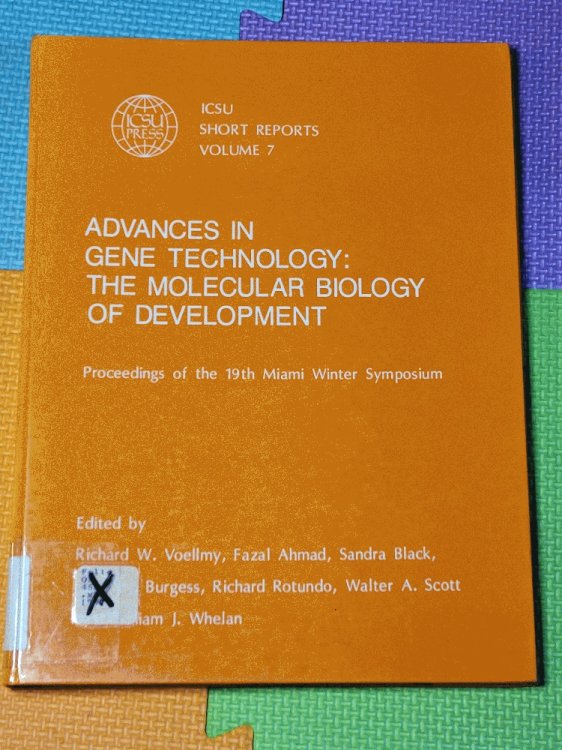 ICSU
PRESS
ICSU
SHORT REPORTS
VOLUME 7
ADVANCES IN
GENE TECHNOLOGY:
THE MOLECULAR BIOLOGY
OF DEVELOPMENT
Proceedings of the 19th Miami Winter Symposium
Edited by
Richard W. Voellmy, Fazal Ahmad, Sandra Black,
Burgess, Richard Rotundo, Walter A. Scott
J. Whelan
X